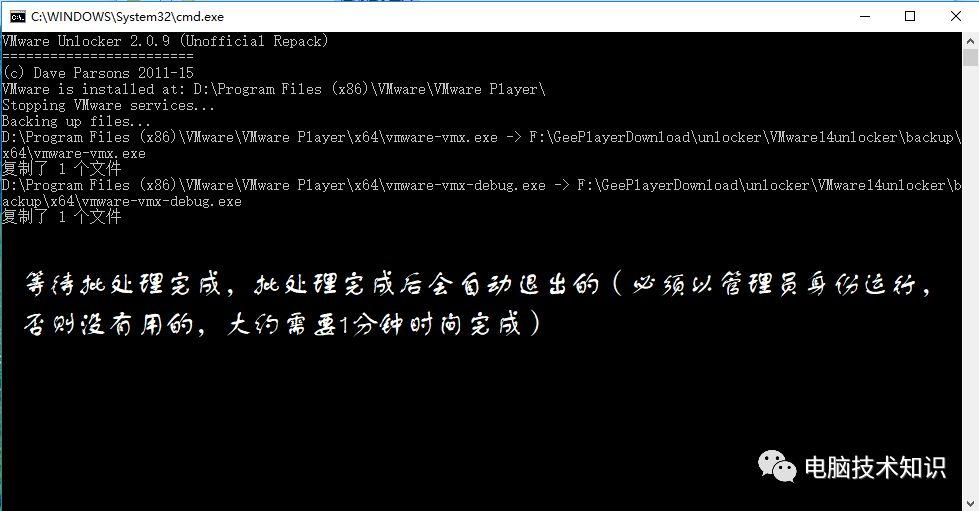 C:\WINDOWS\System32\cmd.exe
VMware Unlocker 2.0.9 (Unofficial Repack)
========================
(c) Dave Parsons 2011-15
VMware is installed at: D:\Program Files (x86)\VMware\VMware Player\
Stopping VMware services...
Backing up files...
D:\Program Files (x86)\VMware\VMware Player\x64\vmware-vmx.exe -> F:\GeePlayerDownload\unlocker\VMware14unlocker\backup\
x64\vmware-vmx.exe
复制了 1 个文件
D:\Program Files (x86)\VMware\VMware Player\x64\vmware-vmx-debug.exe -> F:\GeePlayerDownload\unlocker\VMware14unlocker\b
ackup\x64\vmware-vmx-debug.exe
复制了 1 个文件
等待批处理完成，批处理完成后会自动退出的（必须以管理员身份运行，
否则没有用的，大约需要1分钟时间完成）
电脑技术知识